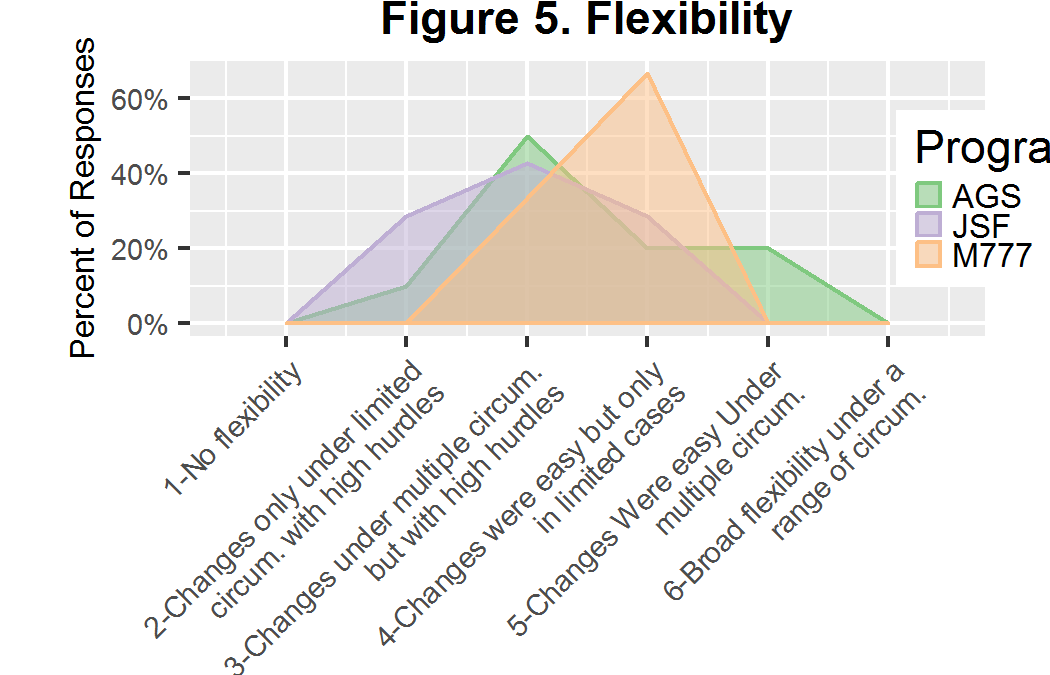 Figure 5. Flexibility
Percent of Responses
60%
40%
20%
0%
Progra
AGS
JSF
M777
1-No flexibility
2-Changes only under limited
circum. with high hurdles
3-Changes under multiple circum.
but with high hurdles
4-Changes were easy but only
in limited cases
5-Changes Were easy Under
multiple circum.
6-Broad flexibility under a
range of circum.